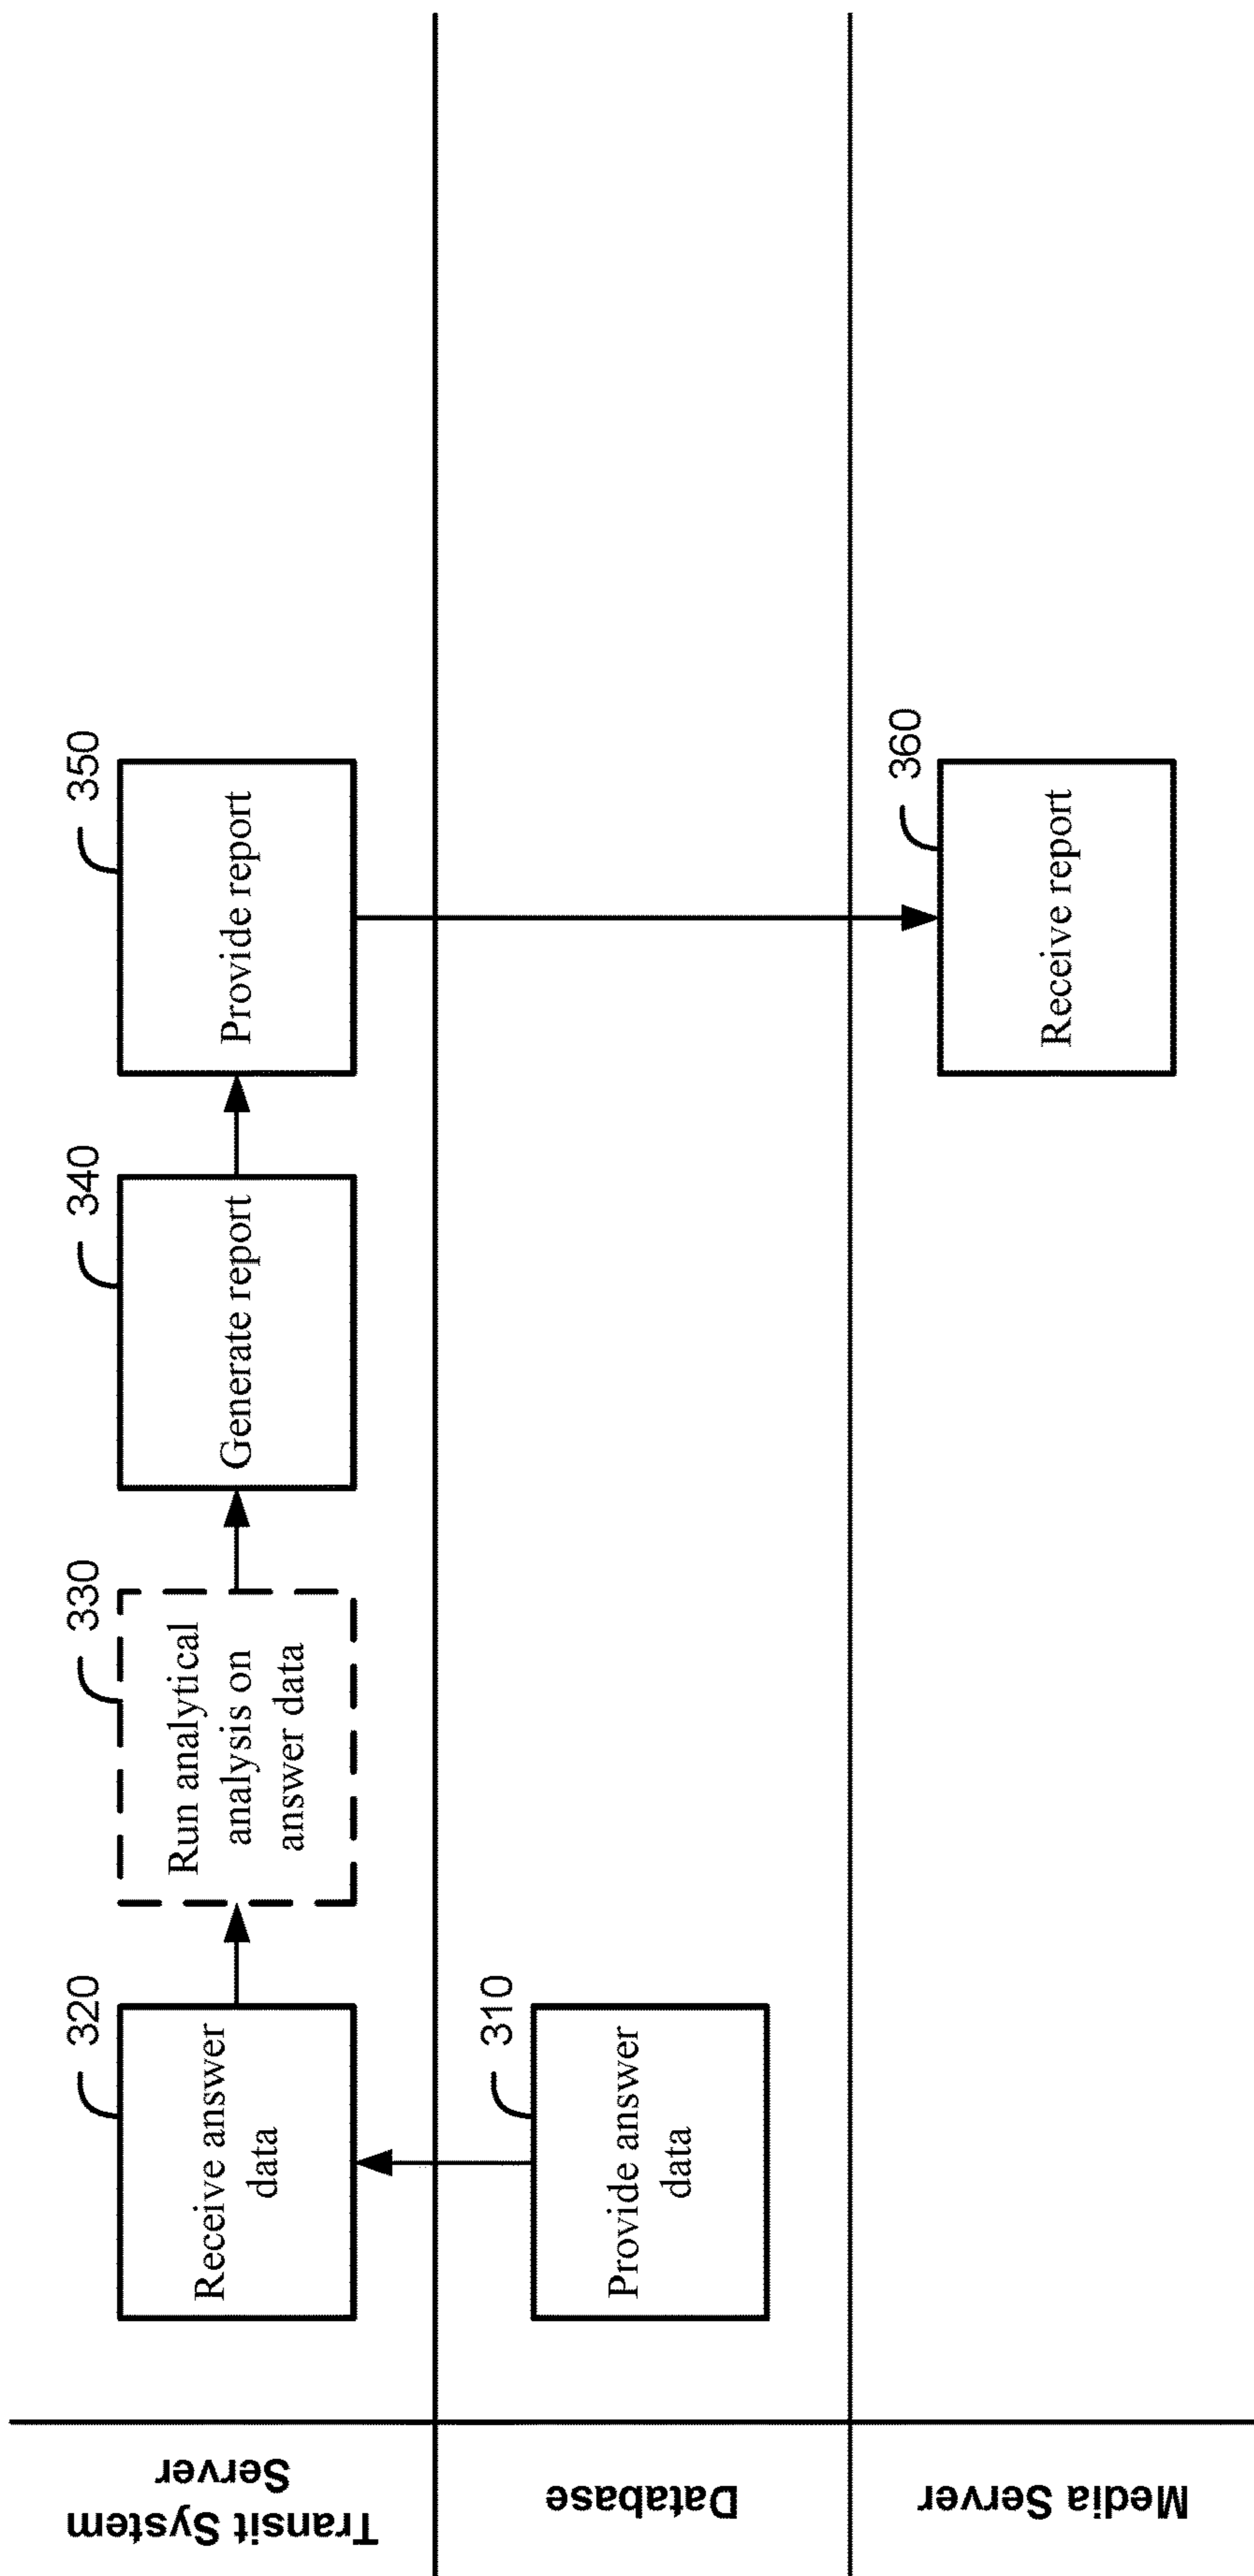 Transit System
Server
320
Receive answer
data
330
Run analytical
analysis on
answer data
340
Generate report
350
Provide report
Database
310
Provide answer
data
Media Server
360
Receive report